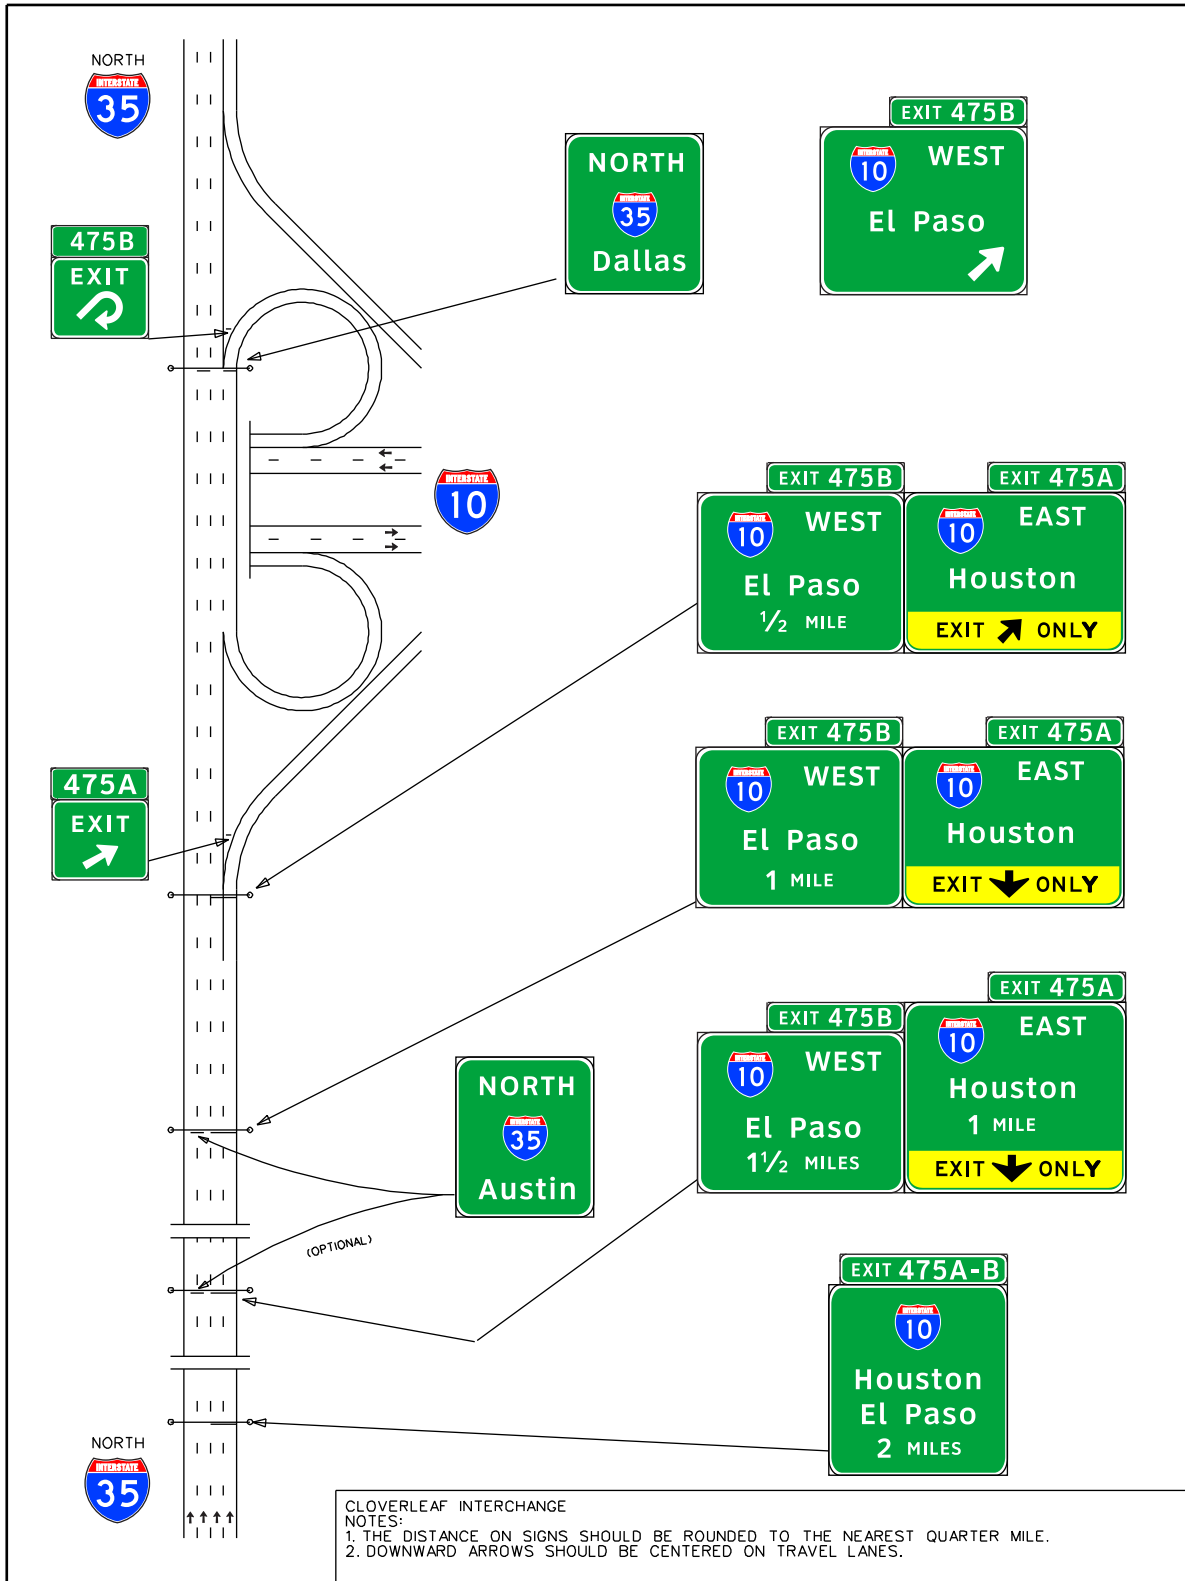 NORTH
INTERSTATE
35
475B
EXIT
NORTH
INTERSTATE
35
Dallas
EXIT 475B
INTERSTATE
10
WEST
El Paso
INTERSTATE
10
EXIT 475B
INTERSTATE
10
WEST
El Paso
1/2 MILE
EXIT 475A
INTERSTATE
10
EAST
Houston
EXIT ONLY
475A
EXIT
EXIT 475B
INTERSTATE
10
WEST
El Paso
1 MILE
EXIT 475A
INTERSTATE
10
EAST
Houston
EXIT ONLY
NORTH
INTERSTATE
35
Austin
(OPTIONAL)
EXIT 475B
INTERSTATE
10
WEST
El Paso
1 1/2 MILES
EXIT 475A
INTERSTATE
10
EAST
Houston
1 MILE
EXIT ONLY
EXIT 475A-B
INTERSTATE
10
Houston
El Paso
2 MILES
NORTH
INTERSTATE
35
CLOVERLEAF INTERCHANGE
NOTES:
1. THE DISTANCE ON SIGNS SHOULD BE ROUNDED TO THE NEAREST QUARTER MILE.
2. DOWNWARD ARROWS SHOULD BE CENTERED ON TRAVEL LANES.